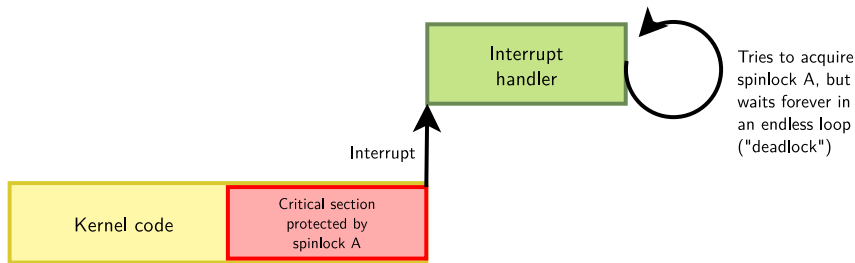 Interrupt
handler
Tries to acquire
spinlock A, but
waits forever in
an endless loop
("deadlock")
Interrupt
Kernel code
Critical section
protected by
spinlock A